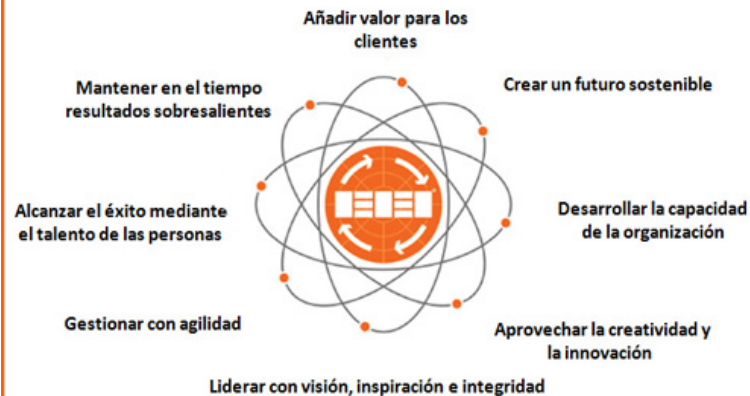 Añadir valor para los
clientes
Crear un futuro sostenible
Mantener en el tiempo
resultados sobresalientes
Alcanzar el éxito mediante
el talento de las personas
Desarrollar la capacidad
de la organización
Gestionar con agilidad
Aprovechar la creatividad y
la innovación
Liderar con visión, inspiración e integridad